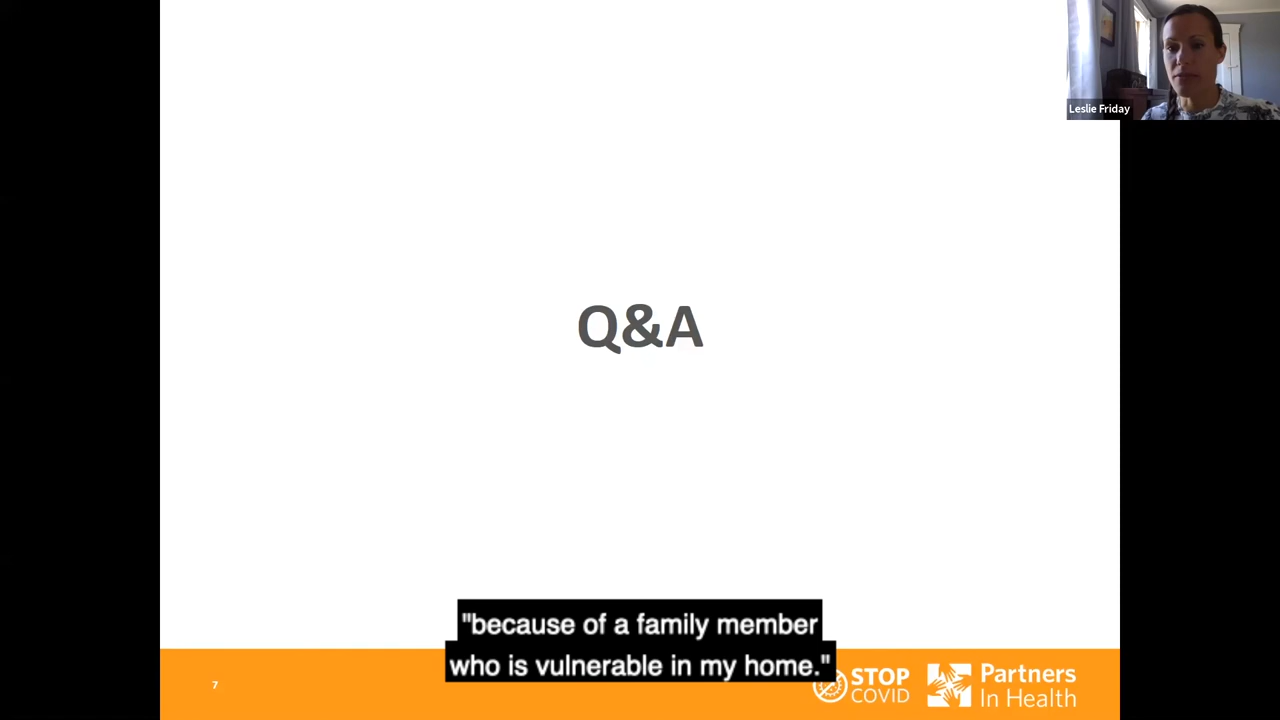 Leslie Friday
Q&A
"because of a family member
who is vulnerable in my home."
7
STOP
COVID
Partners
In Health